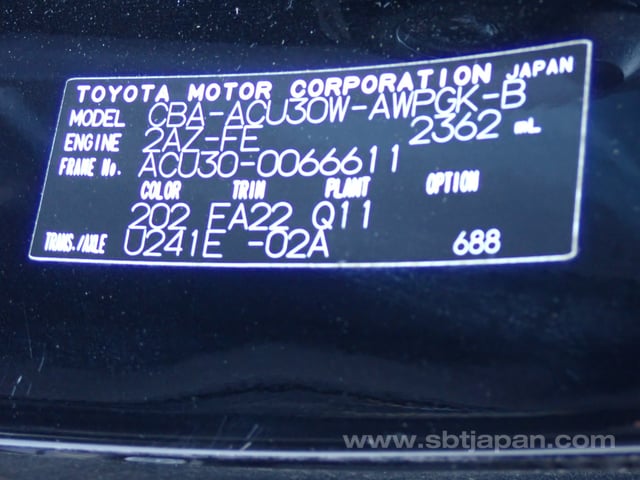 TOYOTA MOTOR CORPORATION JAPAN
MODEL CBA-ACU30W-AWPGK-B
ENGINE 2AZ-FE 2362 mL
FRAME No. ACU30-0066611
COLOR TRIM PLANT OPTION
202 FA22 Q11
TRANS./AXLE U241E -02A 688
www.sbtjapan.com